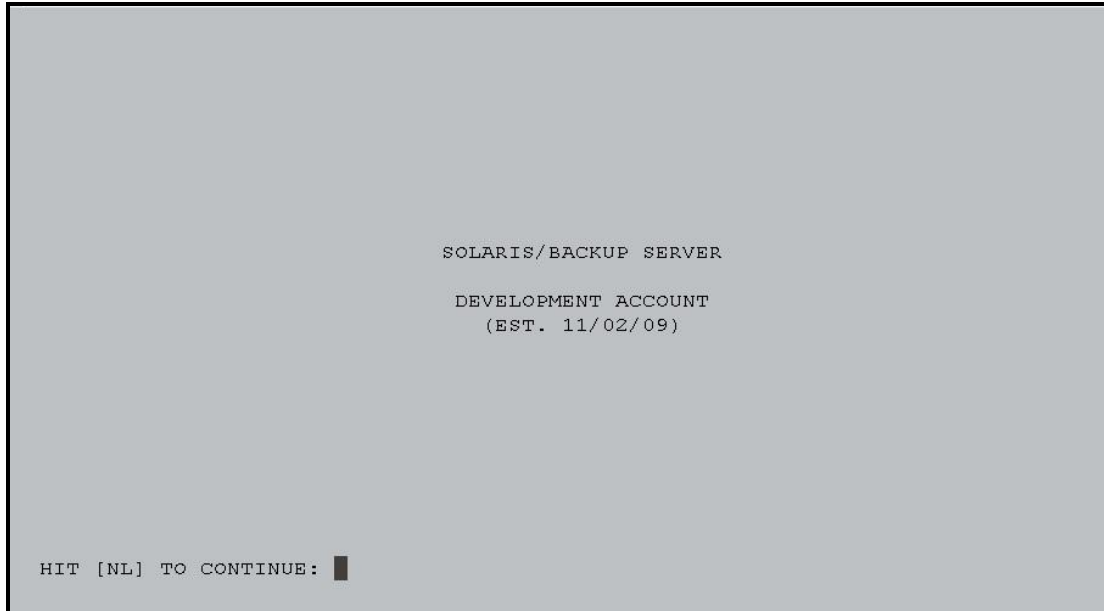 SOLARIS/BACKUP SERVER
DEVELOPMENT ACCOUNT
(EST. 11/02/09)
HIT [NL] TO CONTINUE: